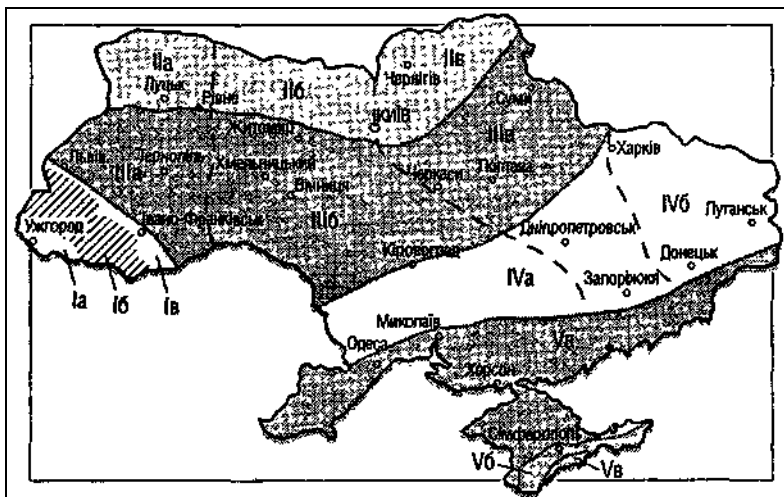 IIа
IIб
IIв
Луцьк
Рівне
Чернігів
КИЇВ
Суми
Житомир
IIIв
Харків
Львів
Тернопіль
Хмельницький
Черкаси
Полтава
IIIа
Вінниця
IVб
Луганськ
Ужгород
Івано-Франківськ
IIIб
Дніпропетровськ
Кіровоград
Донецьк
IVа
Запоріжжя
Iа
Iб
Iв
Миколаїв
Одеса
Vв
Херсон
Сімферополь
Vб
Vв